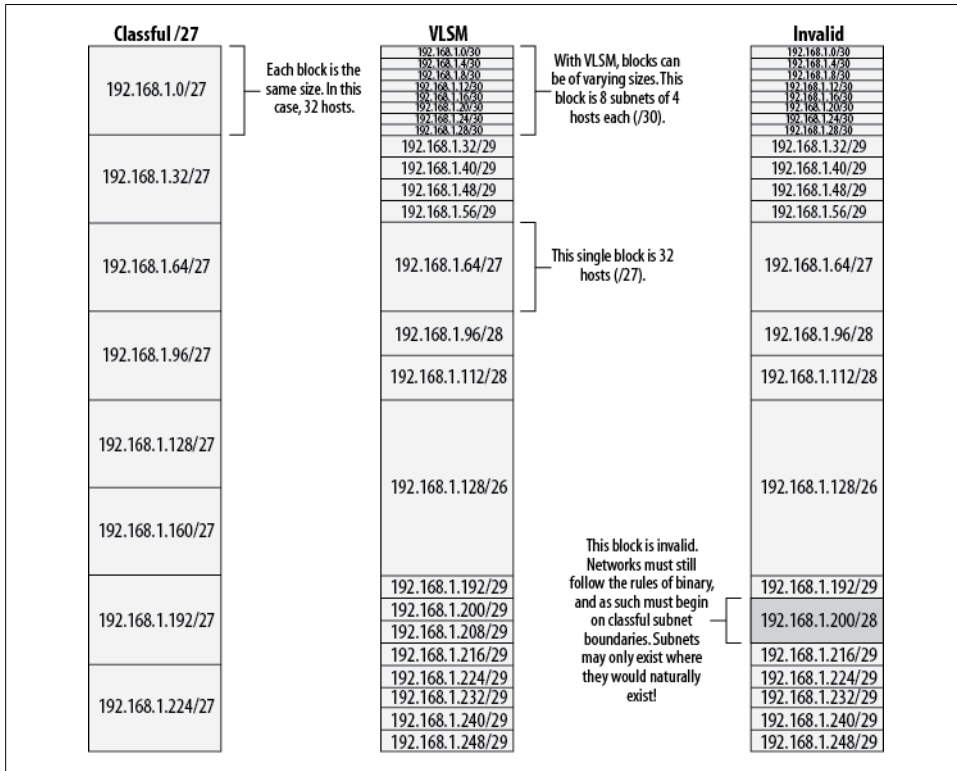 Classful /27
192.168.1.0/27
192.168.1.32/27
192.168.1.64/27
192.168.1.96/27
192.168.1.128/27
192.168.1.160/27
192.168.1.192/27
192.168.1.224/27
Each block is the
same size. In this
case, 32 hosts.
VLSM
192.168.1.0/30
192.168.1.4/30
192.168.1.8/30
192.168.1.12/30
192.168.1.16/30
192.168.1.20/30
192.168.1.24/30
192.168.1.28/30
192.168.1.32/29
192.168.1.40/29
192.168.1.48/29
192.168.1.56/29
192.168.1.64/27
192.168.1.96/28
192.168.1.112/28
192.168.1.128/26
192.168.1.192/29
192.168.1.200/29
192.168.1.208/29
192.168.1.216/29
192.168.1.224/29
192.168.1.232/29
192.168.1.240/29
192.168.1.248/29
With VLSM, blocks can
be of varying sizes. This
block is 8 subnets of 4
hosts each (/30).
This single block is 32
hosts (/27).
This block is invalid.
Networks must still
follow the rules of binary,
and as such must begin
on classful subnet
boundaries. Subnets
may only exist where
they would naturally
exist!
Invalid
192.168.1.0/30
192.168.1.4/30
192.168.1.8/30
192.168.1.12/30
192.168.1.16/30
192.168.1.20/30
192.168.1.24/30
192.168.1.28/30
192.168.1.32/29
192.168.1.40/29
192.168.1.48/29
192.168.1.56/29
192.168.1.64/27
192.168.1.96/28
192.168.1.112/28
192.168.1.128/26
192.168.1.192/29
192.168.1.200/28
192.168.1.216/29
192.168.1.224/29
192.168.1.232/29
192.168.1.240/29
192.168.1.248/29